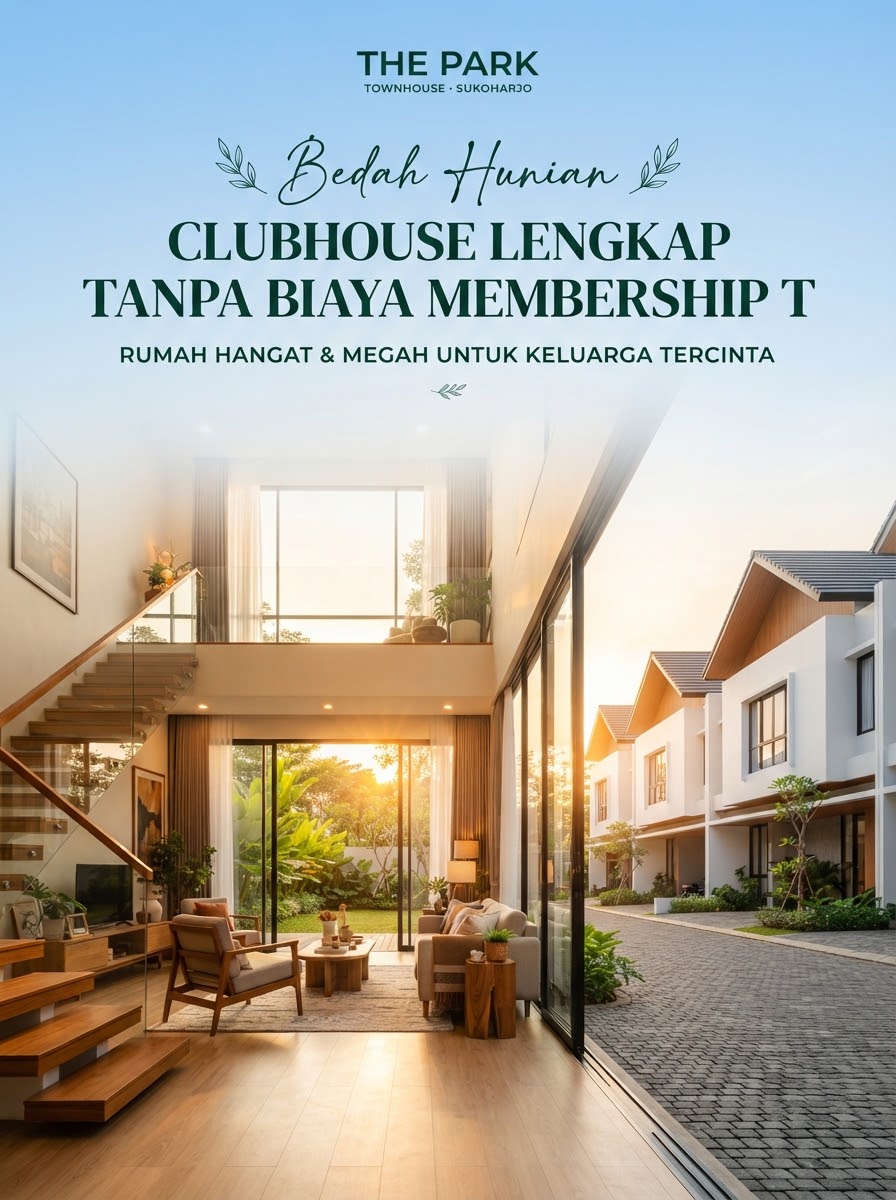 THE PARK
TOWNHOUSE · SUKOHARJO
Bedah Hunian
CLUBHOUSE LENGKAP
TANPA BIAYA MEMBERSHIP T
RUMAH HANGAT & MEGAH UNTUK KELUARGA TERCINTA